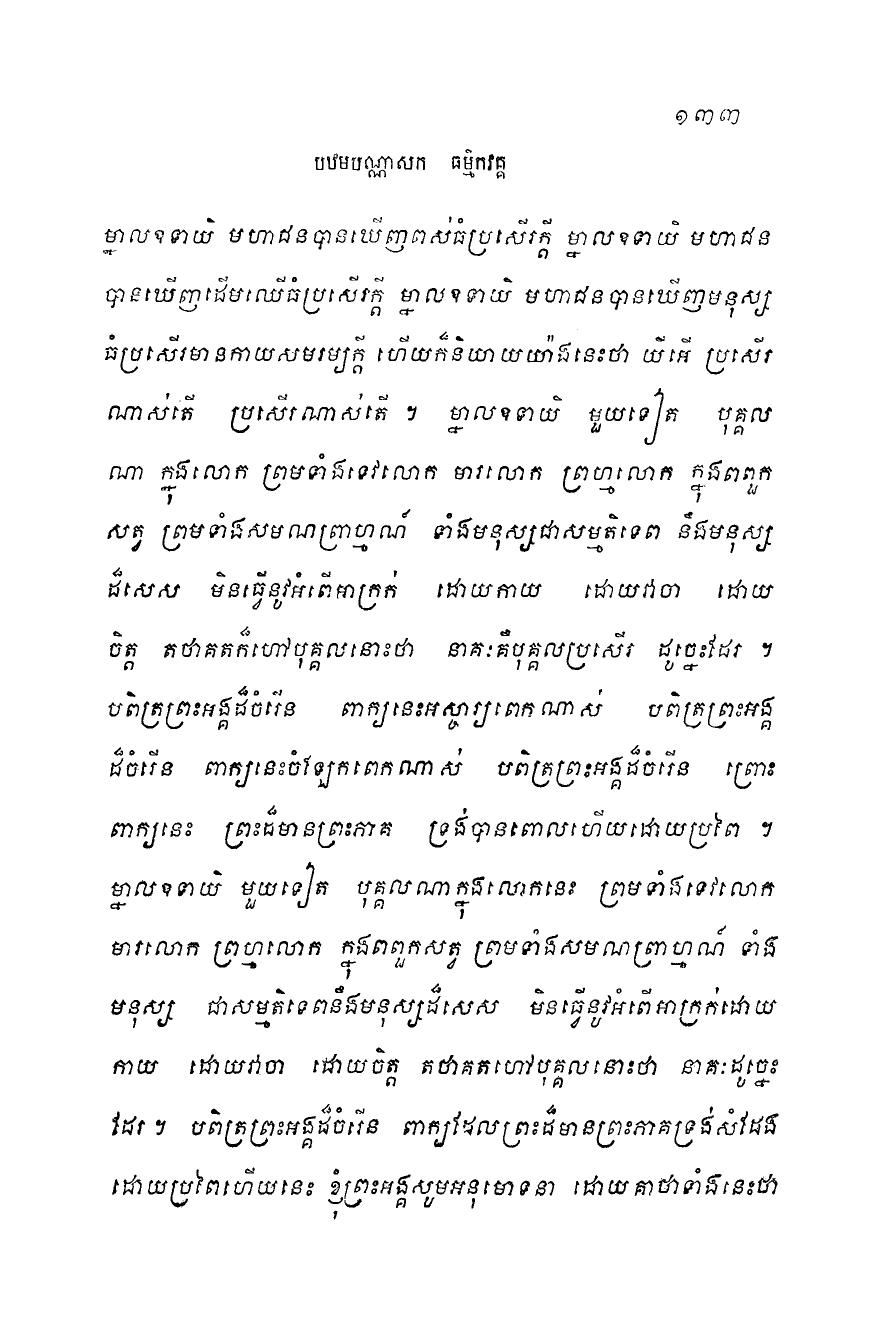 ១៣៣
បឋមបណ្ណាសក ធម្មិកវគ្គ
ម្នាលឧទាយិ មហាជនបានឃើញពស់ធំប្រសើរក្តី ម្នាលឧទាយិ មហាជន
បានឃើញដើមឈើធំប្រសើរក្តី ម្នាលឧទាយិ មហាជនបានឃើញមនុស្ស
ធំប្រសើរមានកាយសមរម្យក្តី ហើយក៏និយាយយ៉ាងនេះថា យីអើ ប្រសើរ
ណាស់តើ ប្រសើរណាស់តើ ។ ម្នាលឧទាយិ មួយទៀត បុគ្គល
ណា ក្នុងលោក ព្រមទាំងទេវលោក មារលោក ព្រហ្មលោក ក្នុងពពួក
សត្វ ព្រមទាំងសមណព្រាហ្មណ៍ ទាំងមនុស្សជាសម្មតិទេព នឹងមនុស្ស
ដ៏សេស មិនធ្វើនូវអំពើអាក្រក់ ដោយកាយ ដោយវាចា ដោយ
ចិត្ត តថាគតក៏ហៅបុគ្គលនោះថា នាគៈគឺបុគ្គលប្រសើរ ដូច្នេះដែរ ។
បពិត្រព្រះអង្គដ៏ចំរើន ពាក្យនេះអស្ចារ្យពេកណាស់ បពិត្រព្រះអង្គ
ដ៏ចំរើន ពាក្យនេះចំឡែកពេកណាស់ បពិត្រព្រះអង្គដ៏ចំរើន ព្រោះ
ពាក្យនេះ ព្រះដ៏មានព្រះភាគ ទ្រង់បានពោលហើយដោយប្រពៃ ។
ម្នាលឧទាយិ មួយទៀត បុគ្គលណាក្នុងលោកនេះ ព្រមទាំងទេវលោក
មារលោក ព្រហ្មលោក ក្នុងពពួកសត្វ ព្រមទាំងសមណព្រាហ្មណ៍ ទាំង
មនុស្ស ជាសម្មតិទេពនឹងមនុស្សដ៏សេស មិនធ្វើនូវអំពើអាក្រក់ដោយ
កាយ ដោយវាចា ដោយចិត្ត តថាគតហៅបុគ្គលនោះថា នាគៈដូច្នេះ
ដែរ ។ បពិត្រព្រះអង្គដ៏ចំរើន ពាក្យដែលព្រះដ៏មានព្រះភាគទ្រង់សំដែង
ដោយប្រពៃហើយនេះ ខ្ញុំព្រះអង្គសូមអនុមោទនា ដោយគាថាទាំងនេះថា